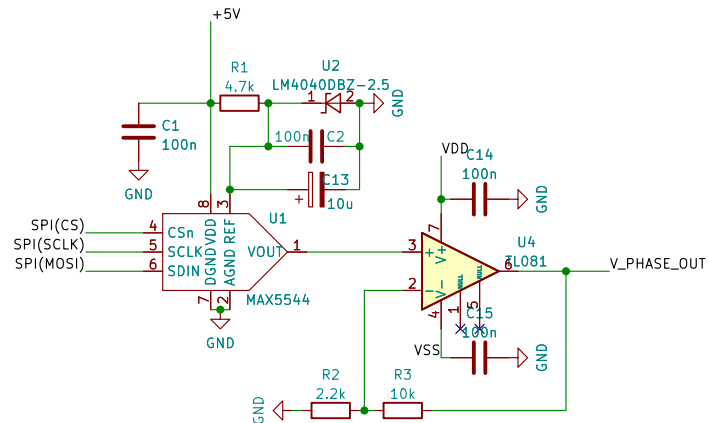 +5V
R1
4.7k
U2
LM4040DBZ-2.5
1
2
GND
C1
100n
GND
100n
C2
C13
+
10u
VDD
C14
100n
GND
8
3
U1
SPI(CS)
4
CSn
SPI(SCLK)
5
SCLK
SPI(MOSI)
6
SDIN
VDD
REF
DGND
AGND
VOUT
1
7
2
MAX5544
GND
7
3
+
V+
U4
TL081
6
V_PHASE_OUT
2
−
V-
NULL
NULL
4
1
5
C15
100n
VSS
GND
R2
2.2k
R3
10k
GND